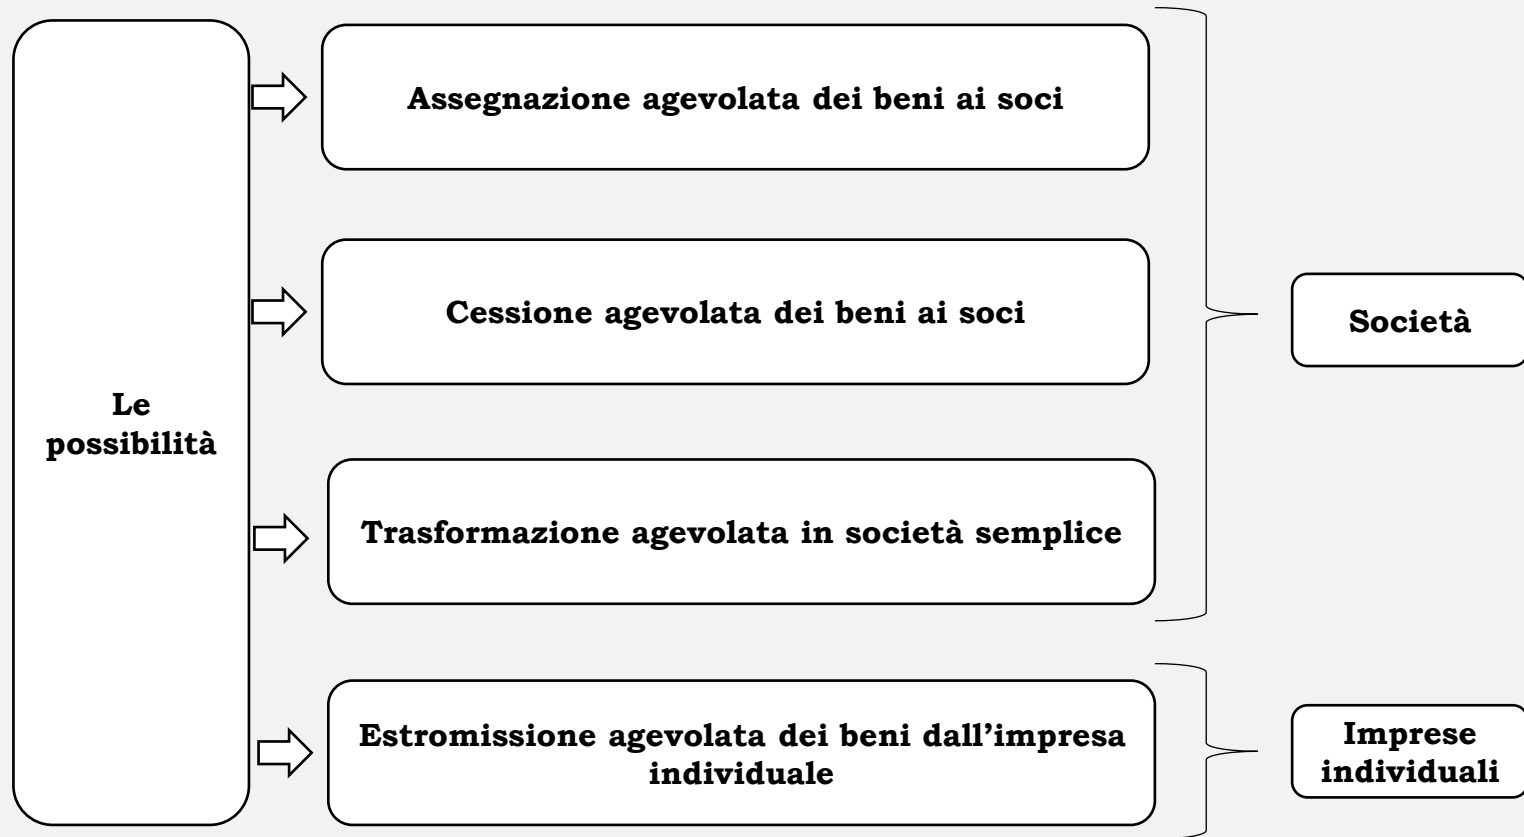 Le
possibilità
Assegnazione agevolata dei beni ai soci
Cessione agevolata dei beni ai soci
Trasformazione agevolata in società semplice
Società
Estromissione agevolata dei beni dall’impresa
individuale
Imprese
individuali